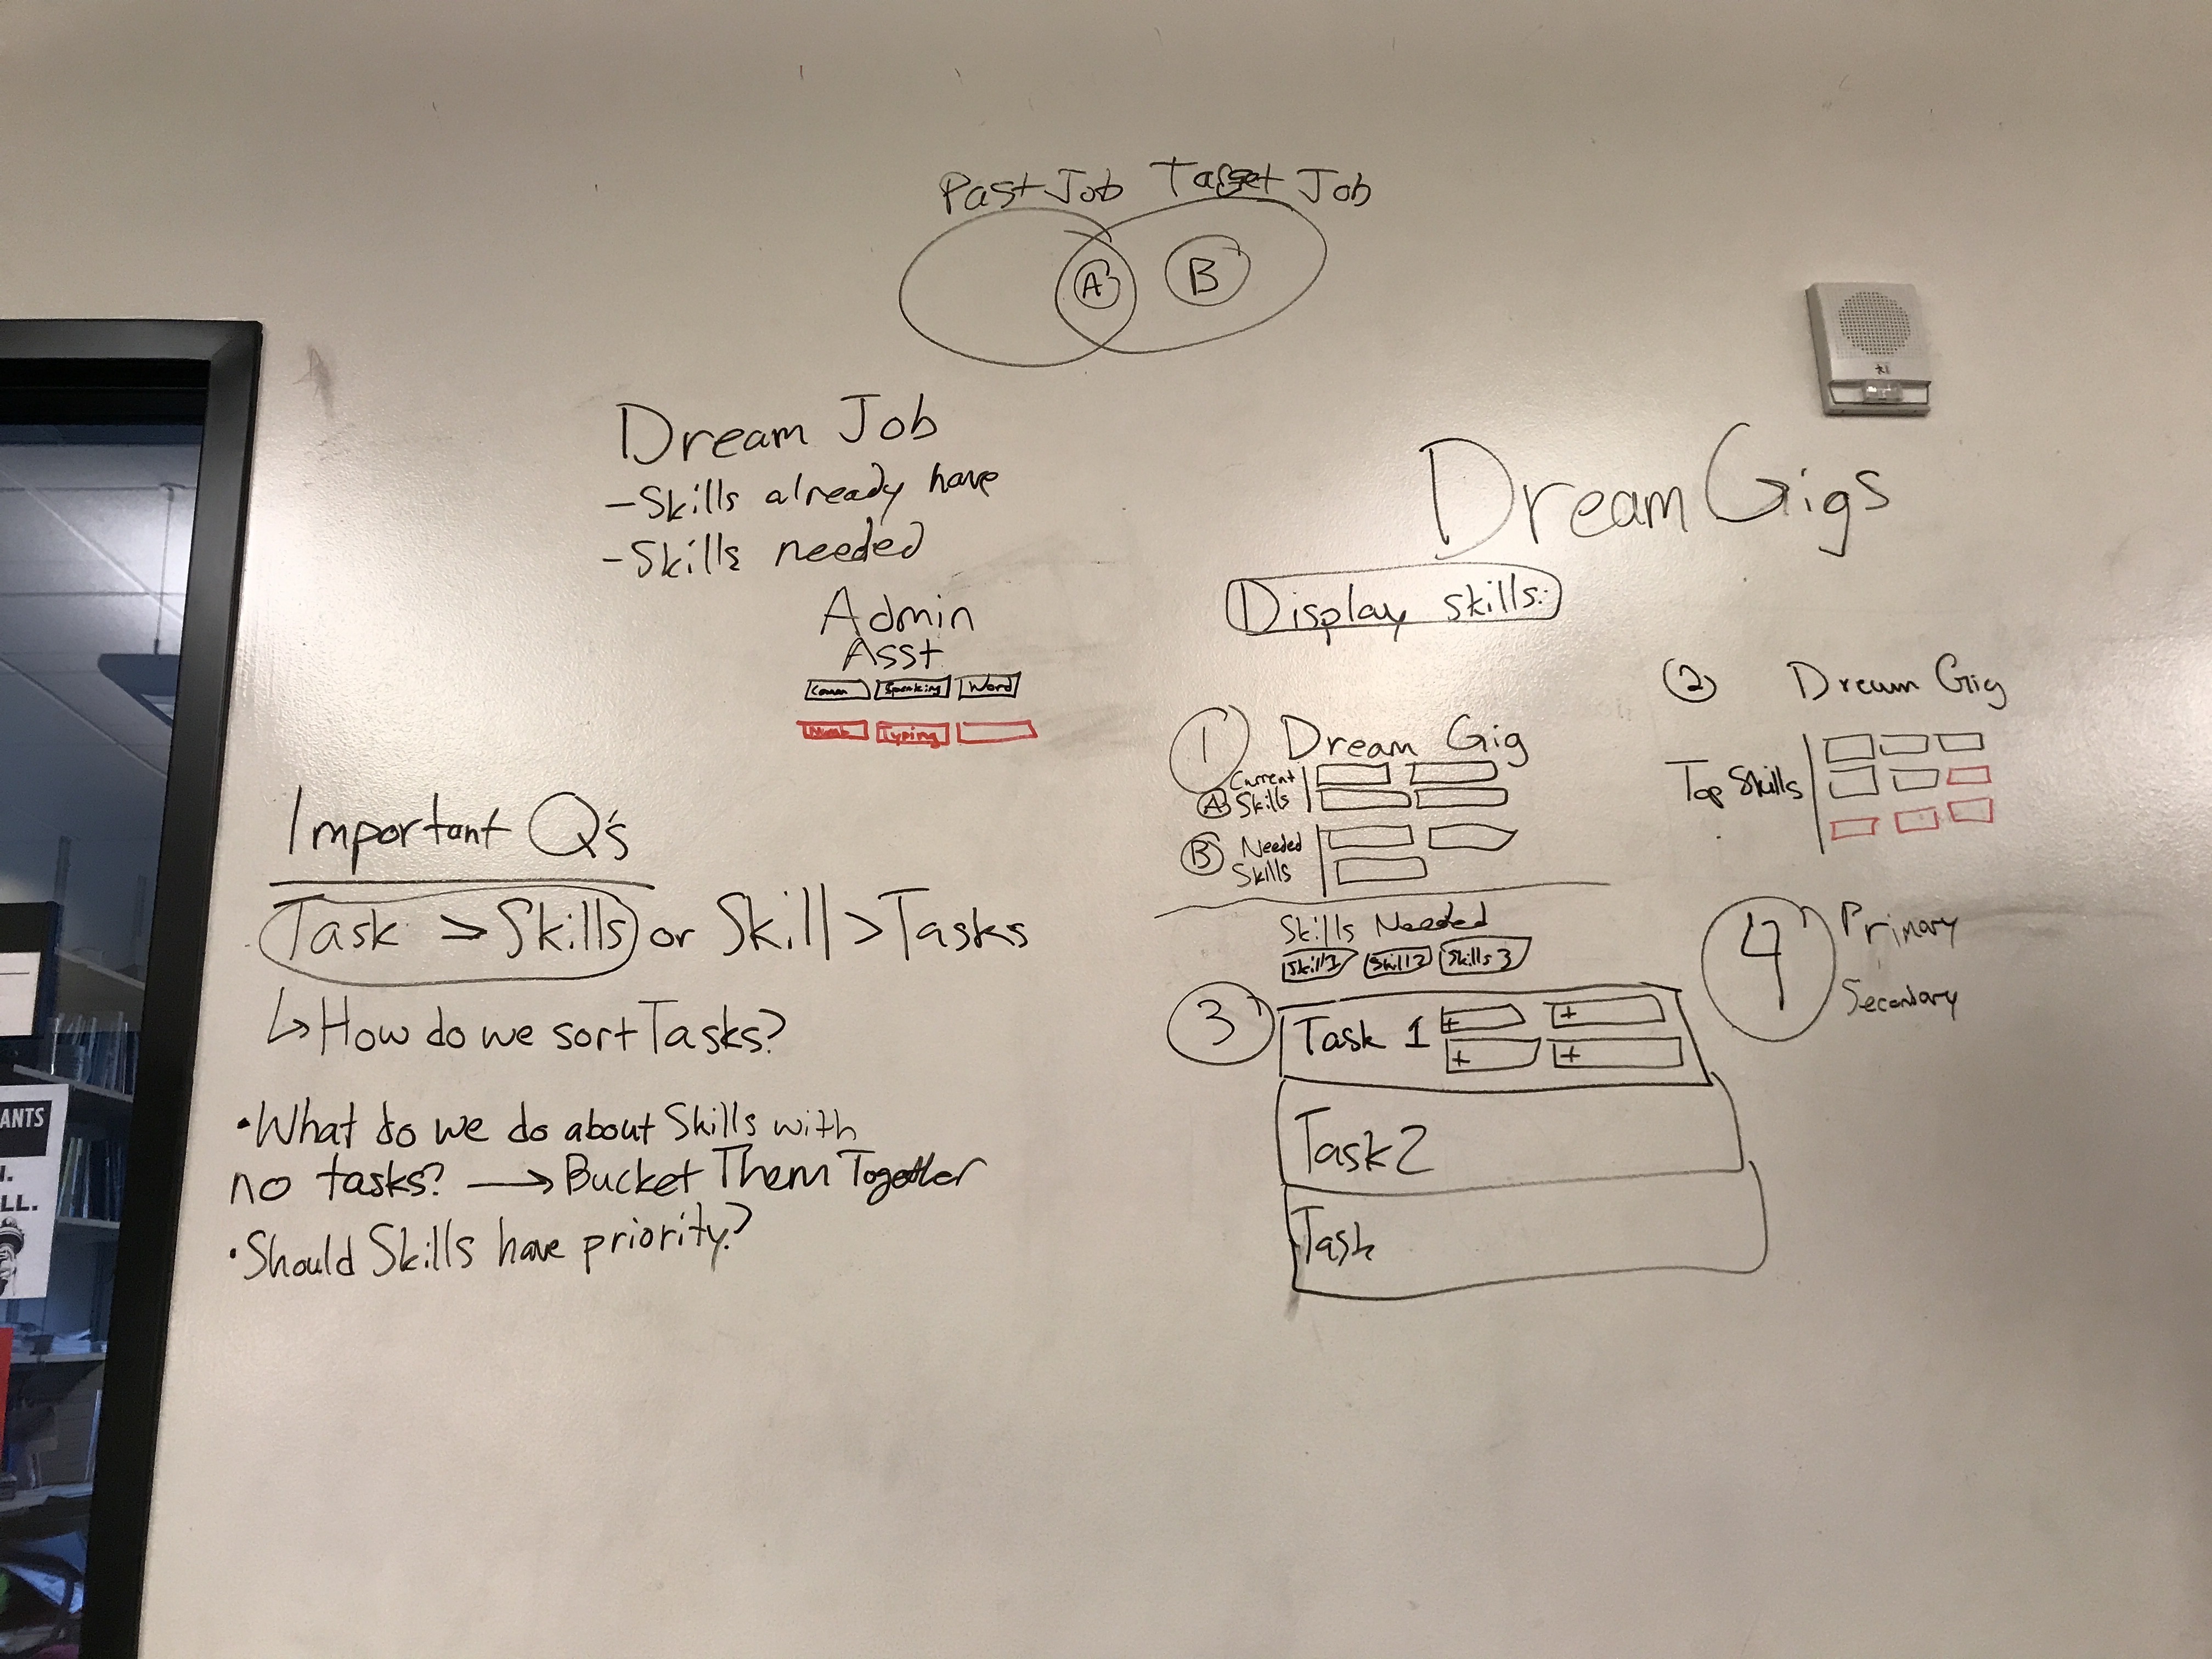 Past Job Target Job
A B
Dream Job
- Skills already have
- Skills needed
Admin
Asst
Comm Speaking Word
Typing
Important Q's
Task > Skills or Skill > Tasks
↳ How do we sort Tasks?
• What do we do about Skills with
no tasks? → Bucket Them Together
• Should Skills have priority?
Dream Gigs
Display skills:
1 Dream Gig
Current
A Skills
B Needed
Skills
2 Dream Gig
Top Skills
Skills Needed
Skill 1 Skill 2 Skills 3
3 Task 1 + +
+ +
Task 2
Task
4 Primary
Secondary
ANTS
LL.